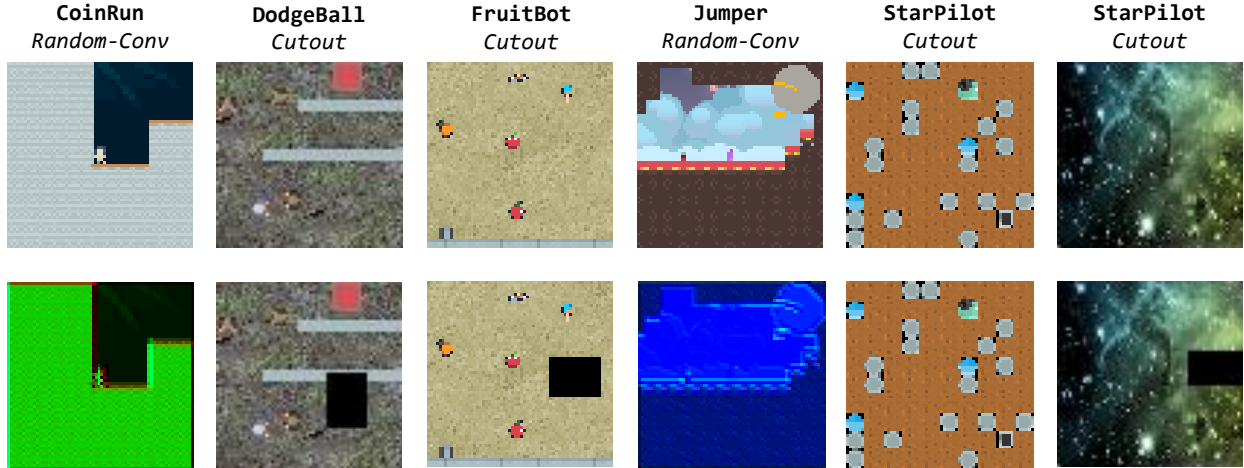 CoinRun
Random-Conv
DodgeBall
Cutout
FruitBot
Cutout
Jumper
Random-Conv
StarPilot
Cutout
StarPilot
Cutout